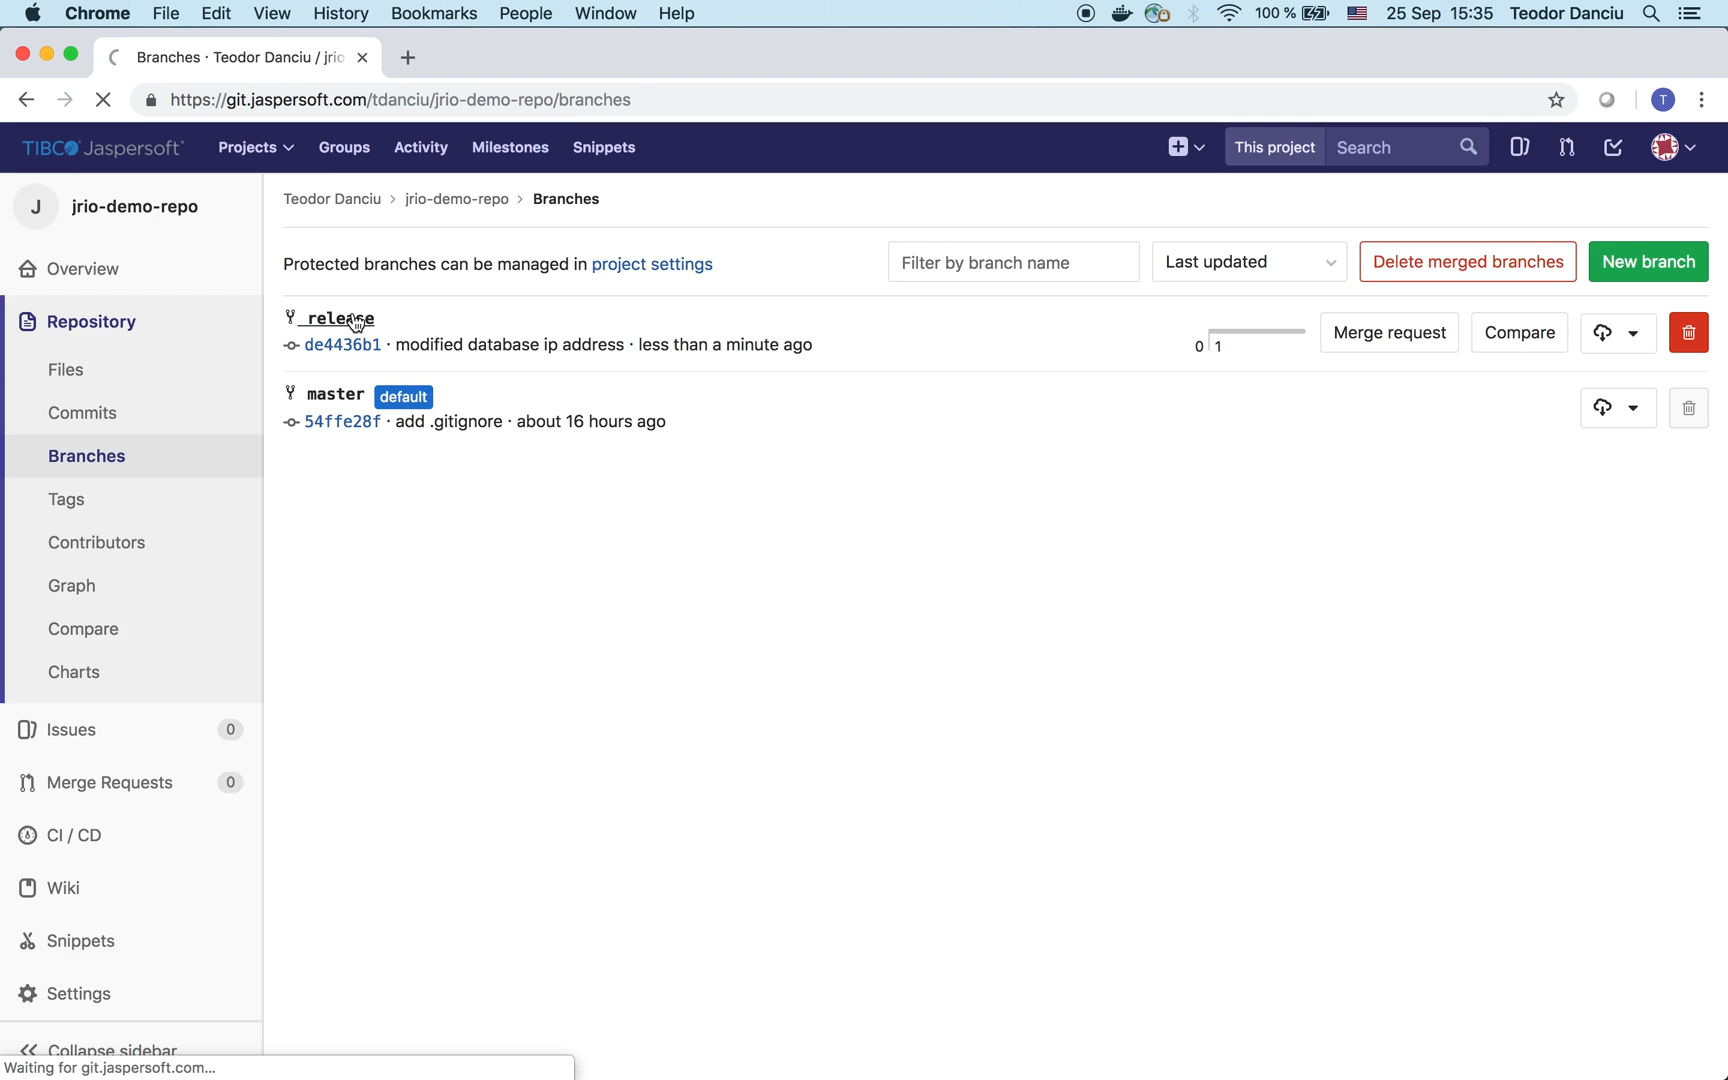 Chrome File Edit View History Bookmarks People Window Help 100 % 25 Sep 15:35 Teodor Danciu
Branches · Teodor Danciu / jrio
https://git.jaspersoft.com/tdanciu/jrio-demo-repo/branches T
TIBCO Jaspersoft Projects Groups Activity Milestones Snippets This project Search
J jrio-demo-repo
Teodor Danciu > jrio-demo-repo > Branches
Overview
Protected branches can be managed in project settings Filter by branch name Last updated Delete merged branches New branch
Repository
release
de4436b1 · modified database ip address · less than a minute ago 0 1 Merge request Compare
Files
master default
Commits
54ffe28f · add .gitignore · about 16 hours ago
Branches
Tags
Contributors
Graph
Compare
Charts
Issues 0
Merge Requests 0
CI / CD
Wiki
Snippets
Settings
Collapse sidebar
Waiting for git.jaspersoft.com...